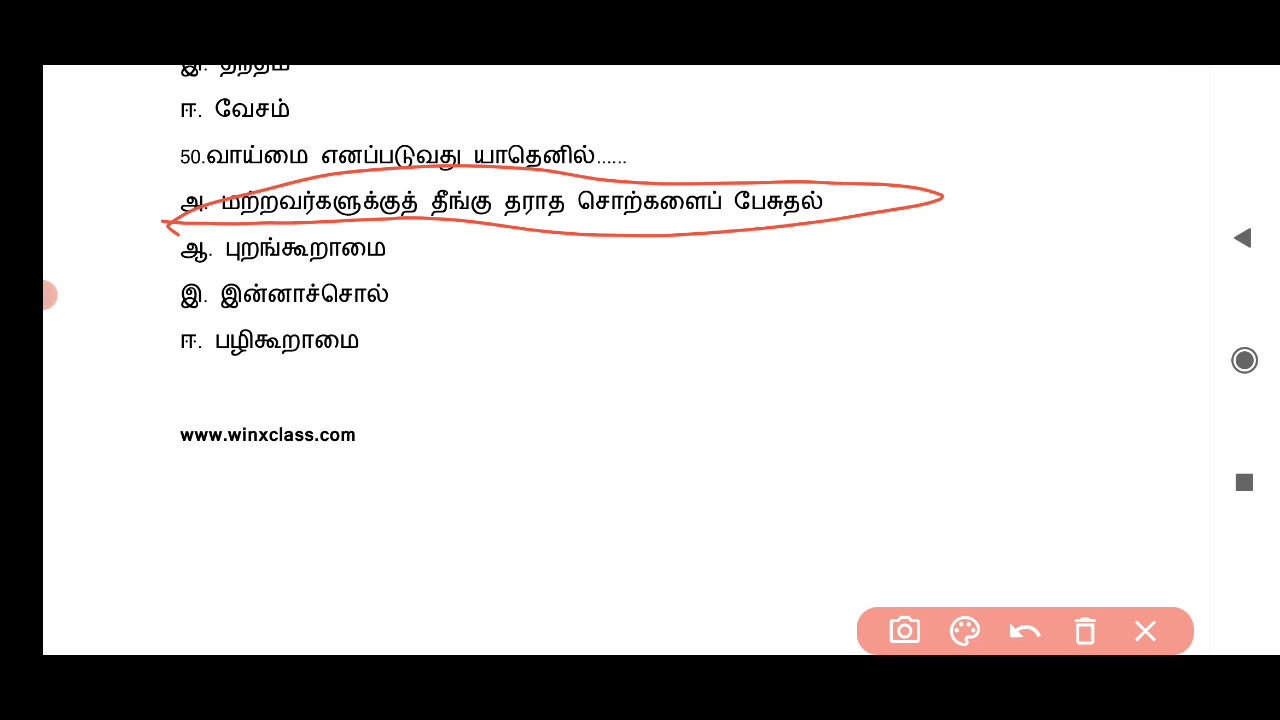 ஈ. வேசம்
50.வாய்மை எனப்படுவது யாதெனில்......
அ. மற்றவர்களுக்குத் தீங்கு தராத சொற்களைப் பேசுதல்
ஆ. புறங்கூறாமை
இ. இன்னாச்சொல்
ஈ. பழிகூறாமை
www.winxclass.com